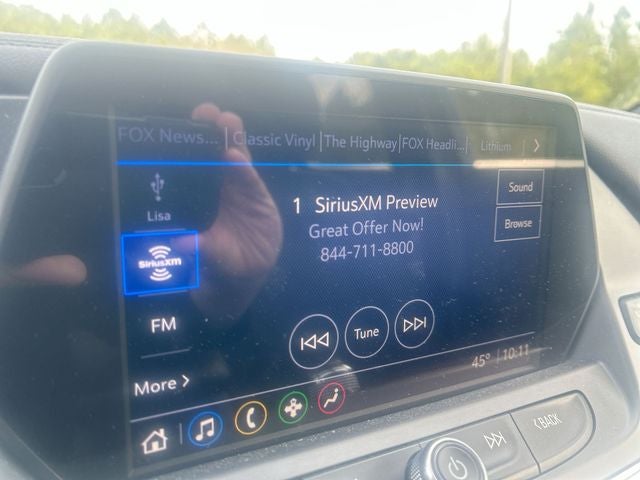 FOX News... | Classic Vinyl | The Highway | FOX Headli... | Lithium >
Lisa
SiriusXM
FM
More >
1 SiriusXM Preview
Great Offer Now!
844-711-8800
Sound
Browse
Tune
45° | 10:11
< BACK